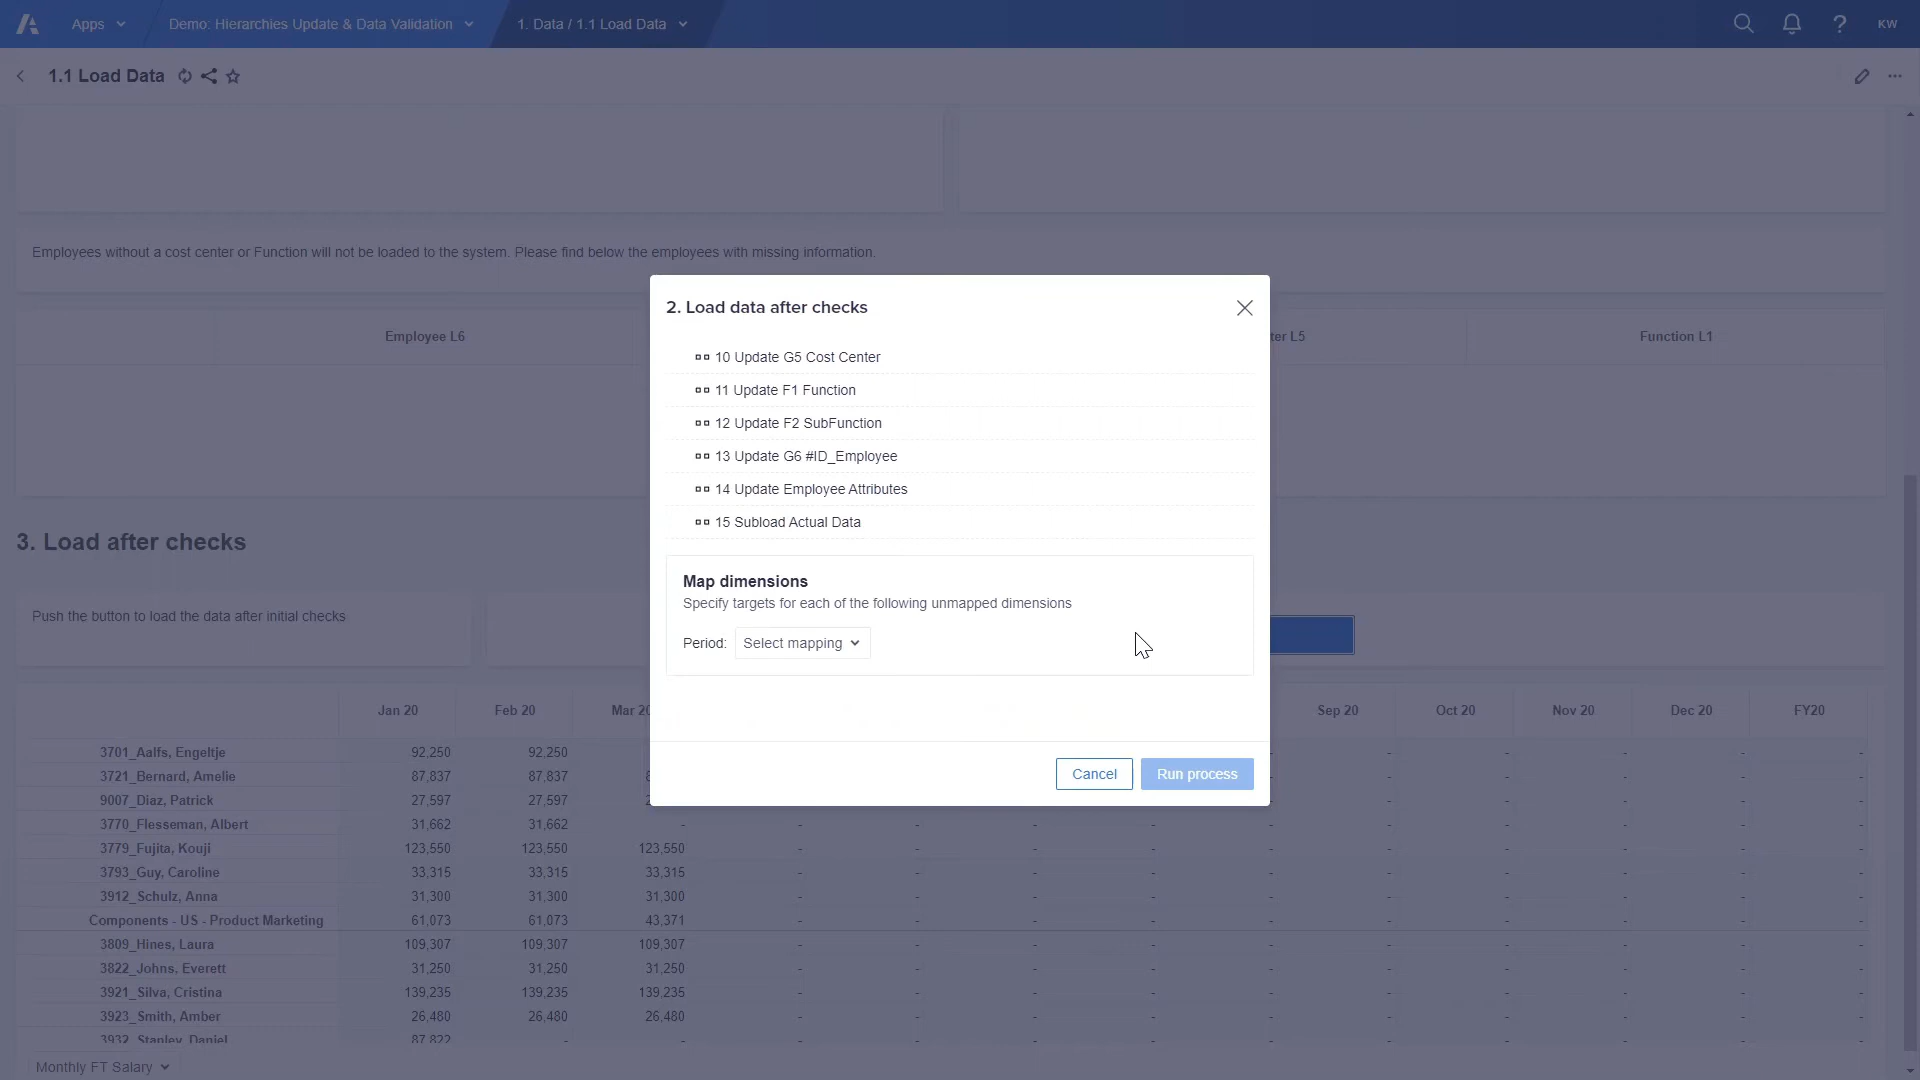 Apps
Demo: Hierarchies Update & Data Validation
1. Data / 1.1 Load Data
KW
1.1 Load Data
Employees without a cost center or Function will not be loaded to the system. Please find below the employees with missing information.
Employee L6
ter L5
Function L1
2. Load data after checks
10 Update G5 Cost Center
11 Update F1 Function
12 Update F2 SubFunction
13 Update G6 #ID_Employee
14 Update Employee Attributes
15 Subload Actual Data
Map dimensions
Specify targets for each of the following unmapped dimensions
Period: Select mapping
Cancel Run process
3. Load after checks
Push the button to load the data after initial checks
Jan 20 Feb 20 Mar 20 Sep 20 Oct 20 Nov 20 Dec 20 FY20
3701_Aalfs, Engeltje 92,250 92,250 - - - - -
3721_Bernard, Amelie 87,837 87,837 8 - - - - -
9007_Diaz, Patrick 27,597 27,597 2 - - - - -
3770_Flesseman, Albert 31,662 31,662 - - - - - - - - - - -
3779_Fujita, Kouji 123,550 123,550 123,550 - - - - - - - - - -
3793_Guy, Caroline 33,315 33,315 33,315 - - - - - - - - - -
3912_Schulz, Anna 31,300 31,300 31,300 - - - - - - - - - -
Components - US - Product Marketing 61,073 61,073 43,371 - - - - - - - - - -
3809_Hines, Laura 109,307 109,307 109,307 - - - - - - - - - -
3822_Johns, Everett 31,250 31,250 31,250 - - - - - - - - - -
3921_Silva, Cristina 139,235 139,235 139,235 - - - - - - - - - -
3923_Smith, Amber 26,480 26,480 26,480 - - - - - - - - - -
3932_Stanley, Daniel 87,822 - - - - - - - - - - - -
Monthly FT Salary